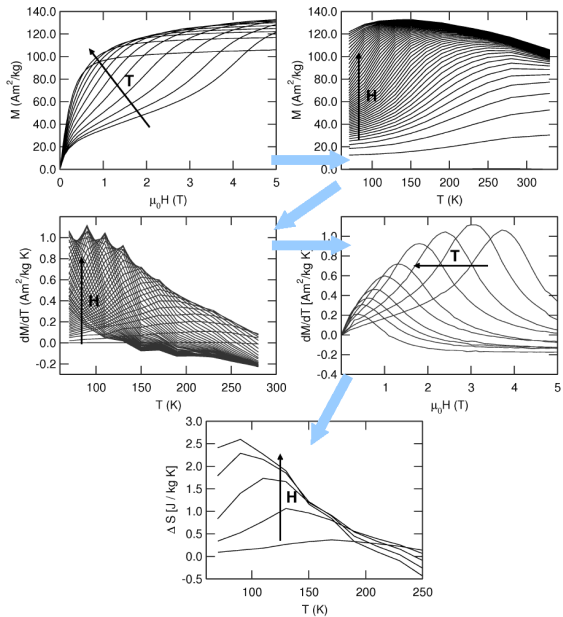 140.0
120.0
100.0
80.0
60.0
40.0
20.0
0.0
M (Am²/kg)
T
0 1 2 3 4 5
μ₀H (T)
140.0
120.0
100.0
80.0
60.0
40.0
20.0
0.0
M (Am²/kg)
H
100 150 200 250 300
T (K)
1.0
0.8
0.6
0.4
0.2
0.0
-0.2
dM/dT (Am²/kg K)
H
100 150 200 250 300
T (K)
1.0
0.8
0.6
0.4
0.2
0.0
-0.2
-0.4
dM/dT [Am²/kg K)
T
0 1 2 3 4 5
μ₀H (T)
3.0
2.5
2.0
1.5
1.0
0.5
0.0
-0.5
Δ S [J / kg K]
H
100 150 200 250
T (K)